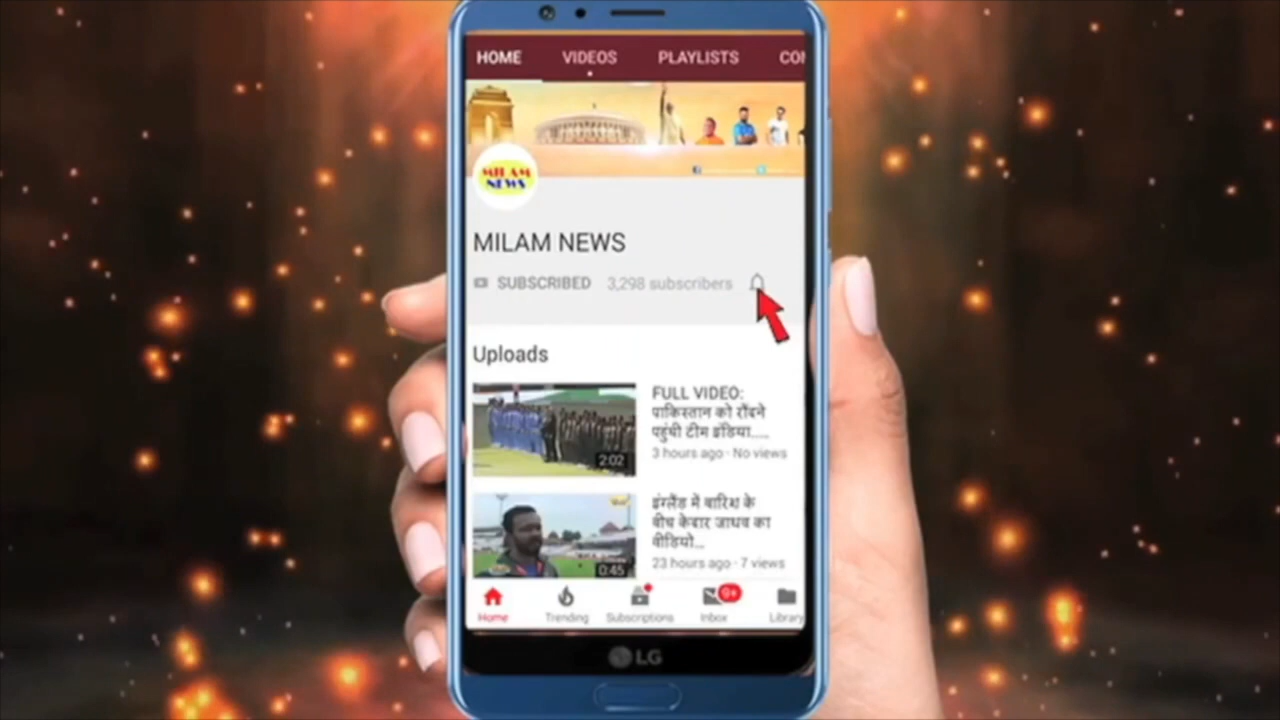 HOME VIDEOS PLAYLISTS CO
MILAM
NEWS
MILAM NEWS
SUBSCRIBED 3,298 subscribers
Uploads
FULL VIDEO:
पाकिस्तान को रौंदने
पहुंची टीम इंडिया.....
2:02
3 hours ago · No views
इंग्लैंड में बारिश के
बीच केदार जाधव का
वीडियो...
0:45
23 hours ago · 7 views
9+
Home Trending Subscriptions Inbox Library
LG